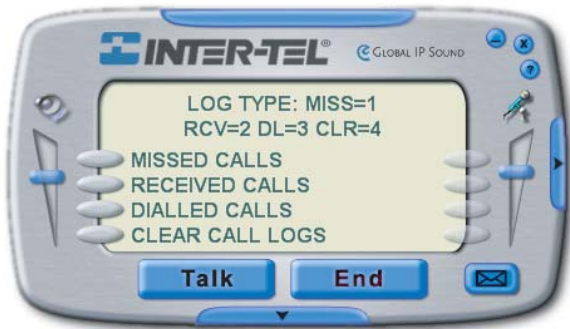 INTER-TEL® GLOBAL IP SOUND
LOG TYPE: MISS=1
RCV=2 DL=3 CLR=4
MISSED CALLS
RECEIVED CALLS
DIALLED CALLS
CLEAR CALL LOGS
Talk End